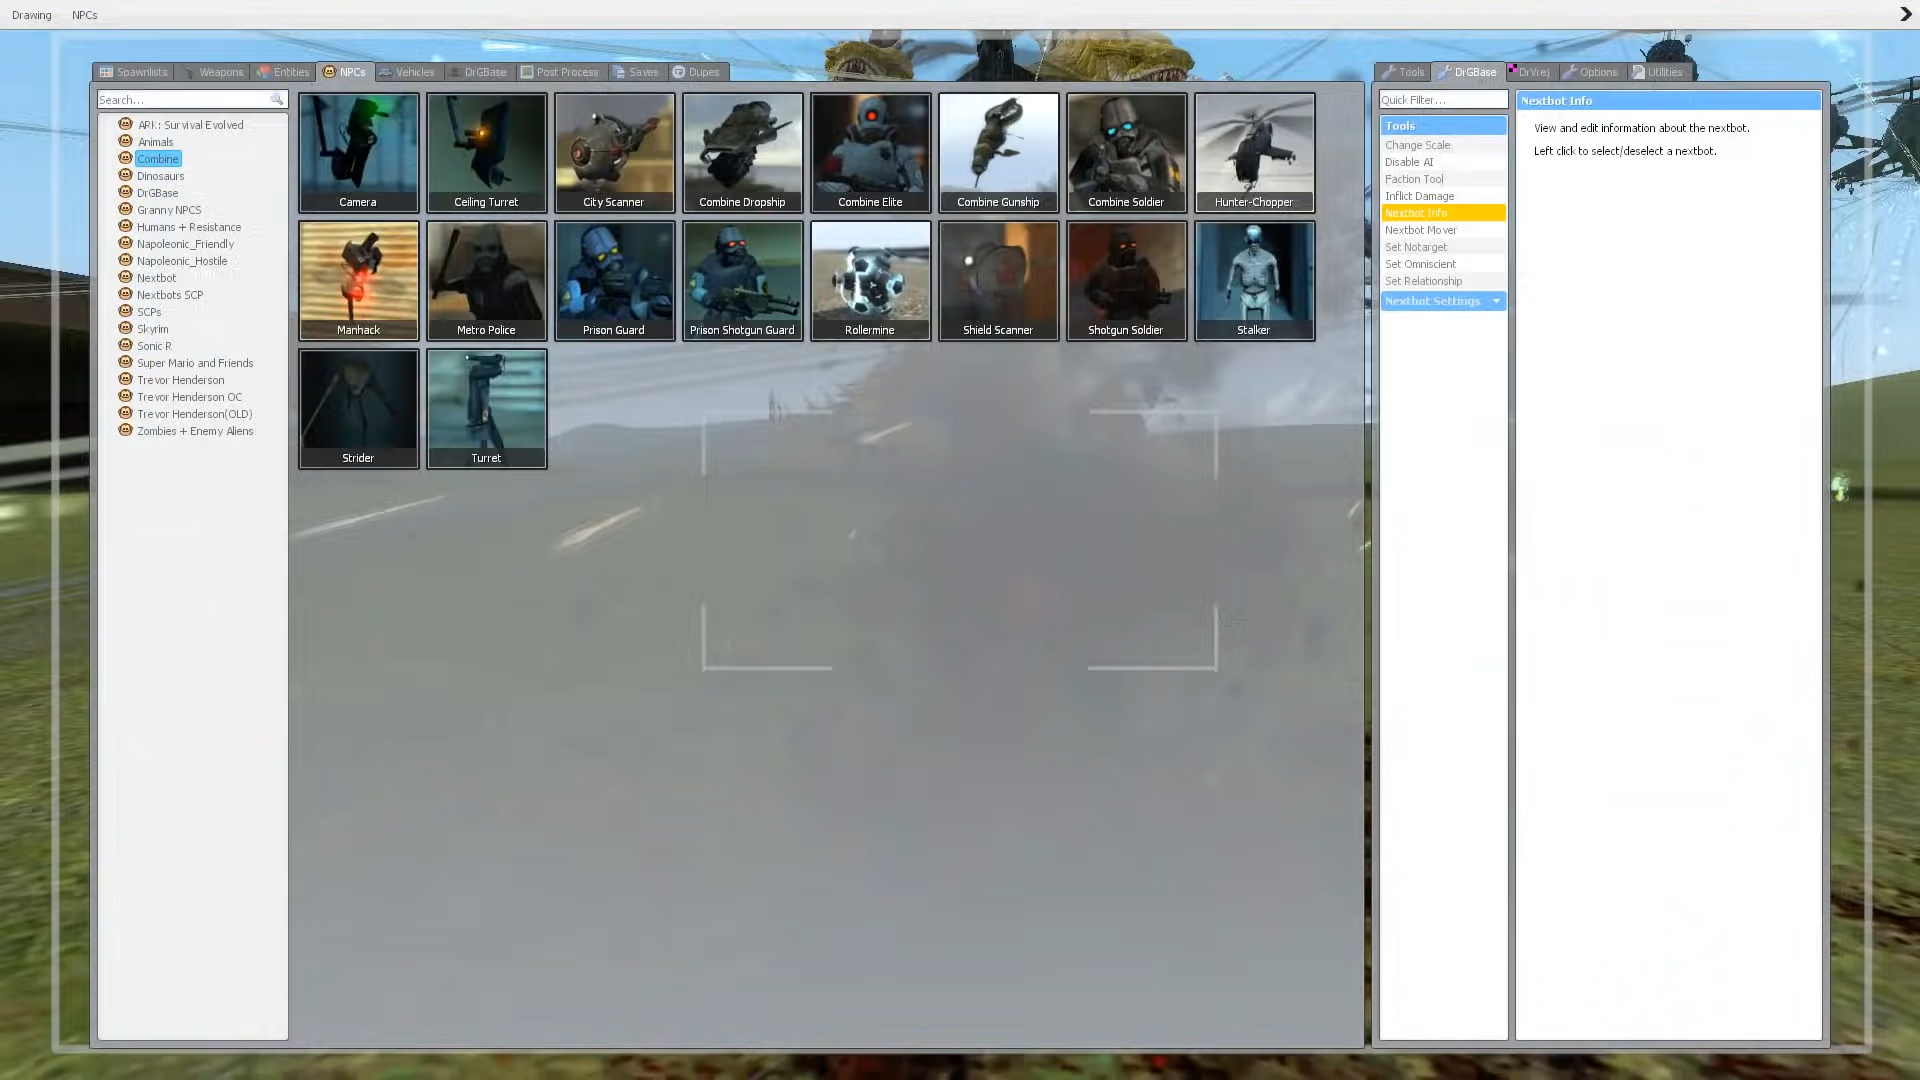 Drawing NPCs
Spawnlists Weapons Entities NPCs Vehicles DrGBase Post Process Saves Dupes
Search...
ARK: Survival Evolved
Animals
Combine
Dinosaurs
DrGBase
Granny NPCS
Humans + Resistance
Napoleonic_Friendly
Napoleonic_Hostile
Nextbot
Nextbots SCP
SCPs
Skyrim
Sonic R
Super Mario and Friends
Trevor Henderson
Trevor Henderson OC
Trevor Henderson(OLD)
Zombies + Enemy Aliens
Camera Ceiling Turret City Scanner Combine Dropship Combine Elite Combine Gunship Combine Soldier Hunter-Chopper
Manhack Metro Police Prison Guard Prison Shotgun Guard Rollermine Shield Scanner Shotgun Soldier Stalker
Strider Turret
Tools DrGBase DrVrej Options Utilities
Quick Filter...
Tools
Change Scale
Disable AI
Faction Tool
Inflict Damage
Nextbot Info
Nextbot Mover
Set Notarget
Set Omniscient
Set Relationship
Nextbot Settings
Nextbot Info
View and edit information about the nextbot.
Left click to select/deselect a nextbot.